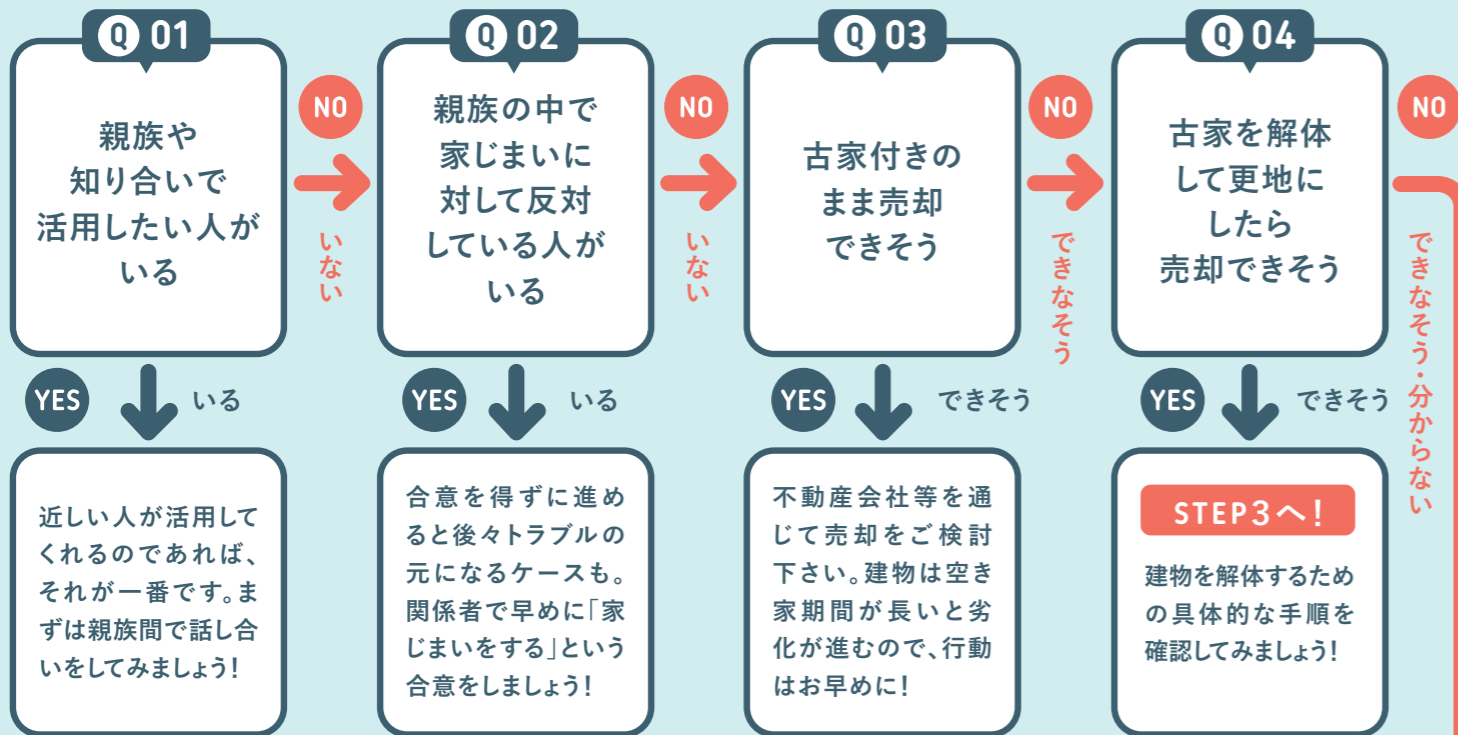 Q 01
親族や
知り合いで
活用したい人が
いる
NO
いない
YES
いる
近しい人が活用して
くれるのであれば、
それが一番です。ま
ずは親族間で話し合
いをしてみましょう！
Q 02
親族の中で
家じまいに
対して反対
している人が
いる
NO
いない
YES
いる
合意を得ずに進め
ると後々トラブルの
元になるケースも。
関係者で早めに「家
じまいをする」という
合意をしましょう！
Q 03
古家付きの
まま売却
できそう
NO
できなそう
YES
できそう
不動産会社等を通
じて売却をご検討
下さい。建物は空き
家期間が長いと劣
化が進むので、行動
はお早めに！
Q 04
古家を解体
して更地に
したら
売却できそう
NO
できなそう・分からない
YES
できそう
STEP3へ！
建物を解体するため
の具体的な手順を
確認してみましょう！